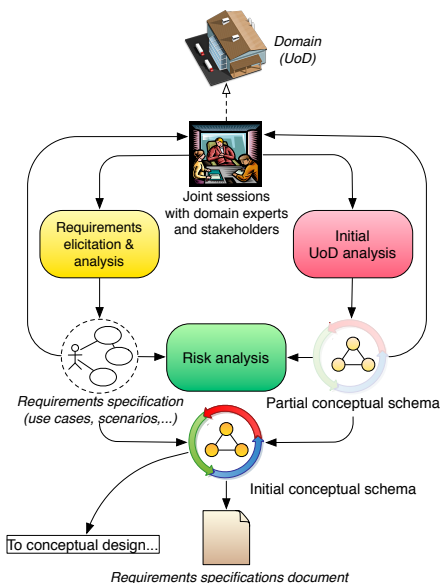 Domain
(UoD)
Joint sessions
with domain experts
and stakeholders
Requirements
elicitation &
analysis
Initial
UoD analysis
Risk analysis
Requirements specification
(use cases, scenarios,...)
Partial conceptual schema
Initial conceptual schema
To conceptual design...
Requirements specifications document